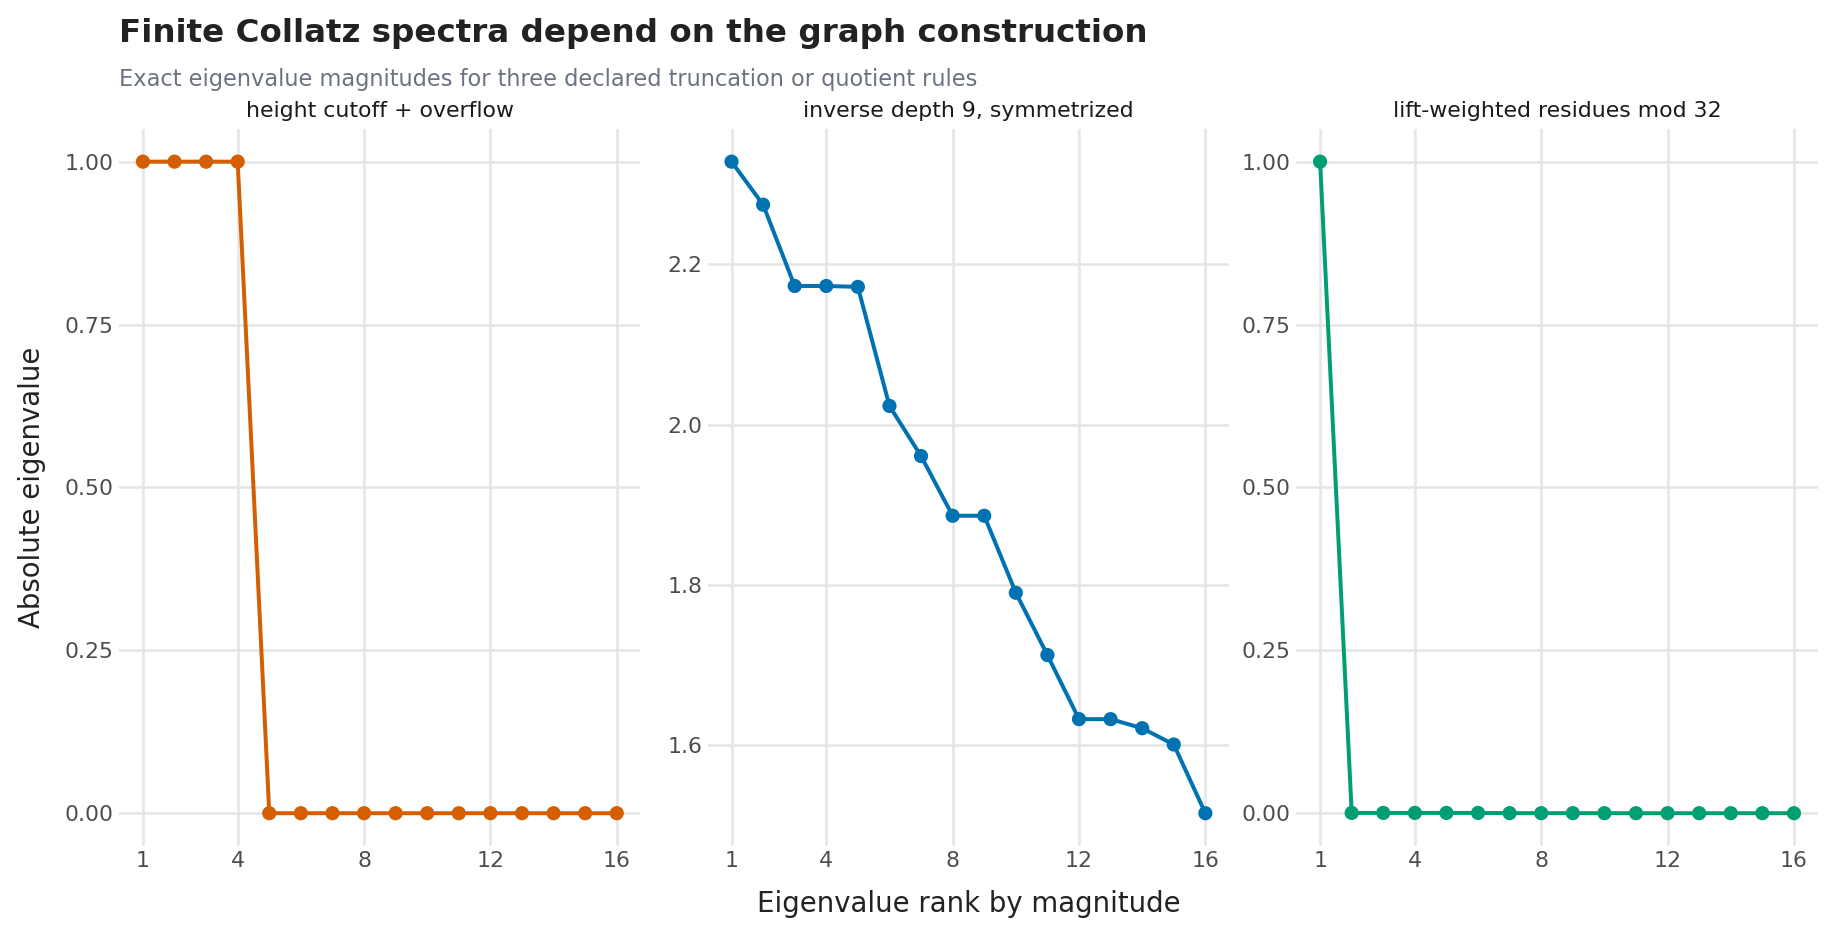 Finite Collatz spectra depend on the graph construction
Exact eigenvalue magnitudes for three declared truncation or quotient rules
height cutoff + overflow
inverse depth 9, symmetrized
lift-weighted residues mod 32
Absolute eigenvalue
1.00
0.75
0.50
0.25
0.00
1 4 8 12 16
2.2
2.0
1.8
1.6
1 4 8 12 16
1.00
0.75
0.50
0.25
0.00
1 4 8 12 16
Eigenvalue rank by magnitude